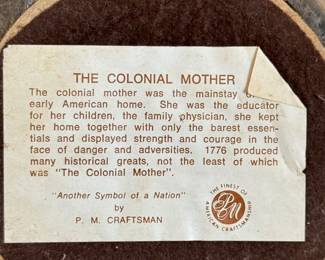 THE COLONIAL MOTHER
The colonial mother was the mainstay
early American home. She was the educator
for her children, the family physician, she kept
her home together with only the barest essen-
tials and displayed strength and courage in the
face of danger and adversities. 1776 produced
many historical greats, not the least of which
was "The Colonial Mother".
"Another Symbol of a Nation"
by
P. M. CRAFTSMAN
THE FINEST OF
AMERICAN CRAFTSMANSHIP
PM